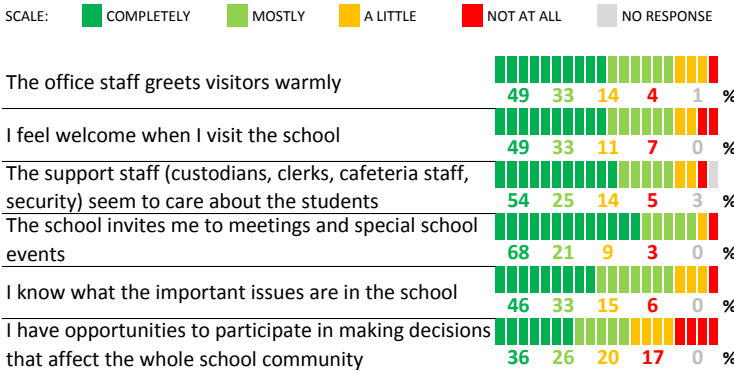 SCALE: COMPLETELY MOSTLY A LITTLE NOT AT ALL NO RESPONSE
The office staff greets visitors warmly
49 33 14 4 1 %
I feel welcome when I visit the school
49 33 11 7 0 %
The support staff (custodians, clerks, cafeteria staff,
security) seem to care about the students
54 25 14 5 3 %
The school invites me to meetings and special school
events
68 21 9 3 0 %
I know what the important issues are in the school
46 33 15 6 0 %
I have opportunities to participate in making decisions
that affect the whole school community
36 26 20 17 0 %